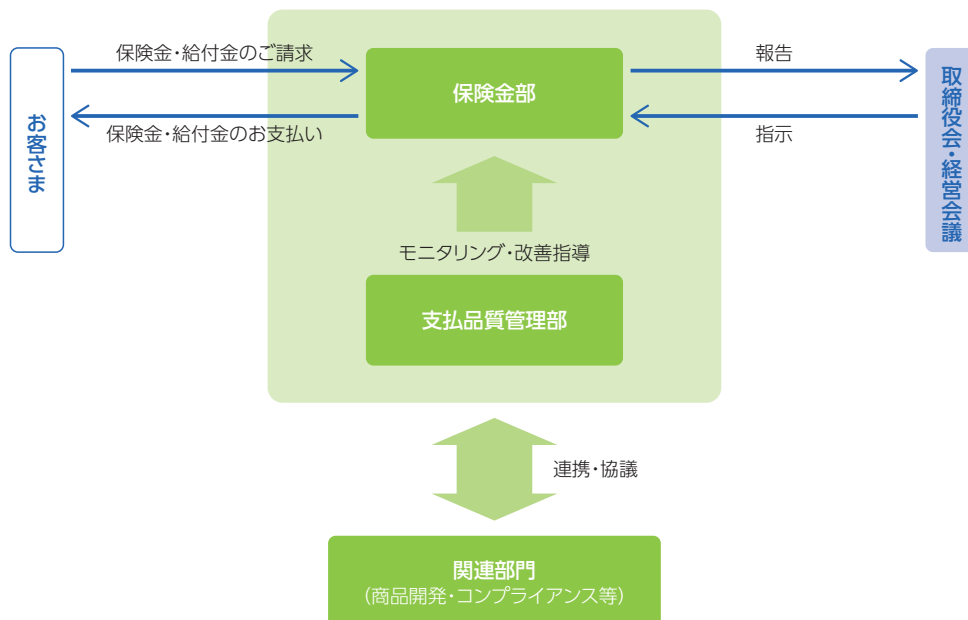 保険金・給付金のご請求
報告
お客さま
保険金部
取締役会・経営会議
保険金・給付金のお支払い
指示
モニタリング・改善指導
支払品質管理部
連携・協議
関連部門
(商品開発・コンプライアンス等)